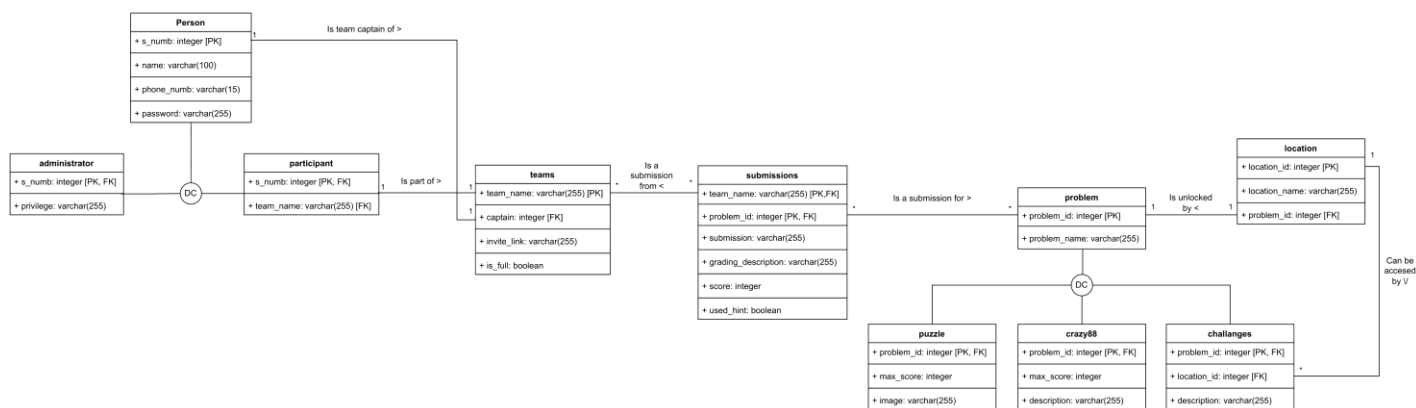 Person
+ s_numb: integer [PK]
+ name: varchar(100)
+ phone_numb: varchar(15)
+ password: varchar(255)
1
Is team captain of >
administrator
+ s_numb: integer [PK, FK]
+ privilege: varchar(255)
DC
participant
+ s_numb: integer [PK, FK]
+ team_name: varchar(255) [FK]
1
Is part of >
1
1
teams
+ team_name: varchar(255) [PK]
+ captain: integer [FK]
+ invite_link: varchar(255)
+ is_full: boolean
*
Is a
submission
from <
*
submissions
+ team_name: varchar(255) [PK,FK]
+ problem_id: integer [PK, FK]
+ submission: varchar(255)
+ grading_description: varchar(255)
+ score: integer
+ used_hint: boolean
*
Is a submission for >
*
problem
+ problem_id: integer [PK]
+ problem_name: varchar(255)
1
Is unlocked
by <
1
location
+ location_id: integer [PK]
+ location_name: varchar(255)
+ problem_id: integer [FK]
1
Can be
accesed
by \/
DC
puzzle
+ problem_id: integer [PK, FK]
+ max_score: integer
+ image: varchar(255)
crazy88
+ problem_id: integer [PK, FK]
+ max_score: integer
+ description: varchar(255)
challanges
+ problem_id: integer [PK, FK]
+ location_id: integer [FK]
+ description: varchar(255)
*